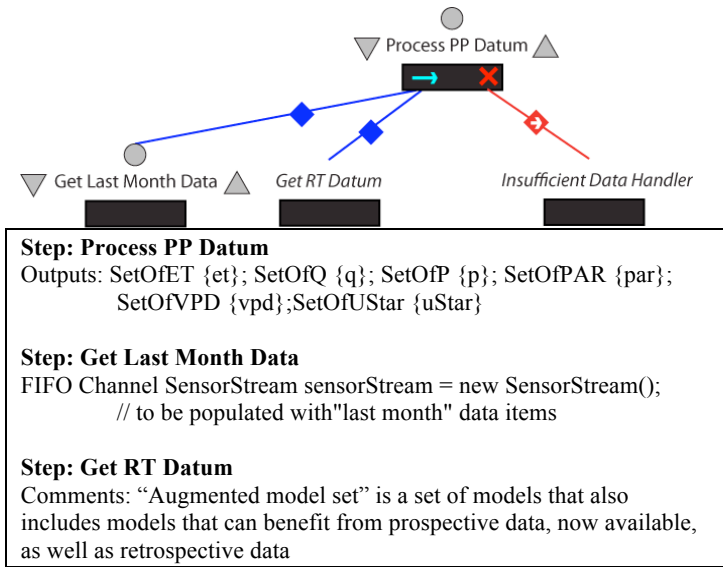 Process PP Datum
Get Last Month Data
Get RT Datum
Insufficient Data Handler
Step: Process PP Datum
Outputs: SetOfET {et}; SetOfQ {q}; SetOfP {p}; SetOfPAR {par};
SetOfVPD {vpd};SetOfUStar {uStar}
Step: Get Last Month Data
FIFO Channel SensorStream sensorStream = new SensorStream();
// to be populated with"last month" data items
Step: Get RT Datum
Comments: “Augmented model set” is a set of models that also
includes models that can benefit from prospective data, now available,
as well as retrospective data